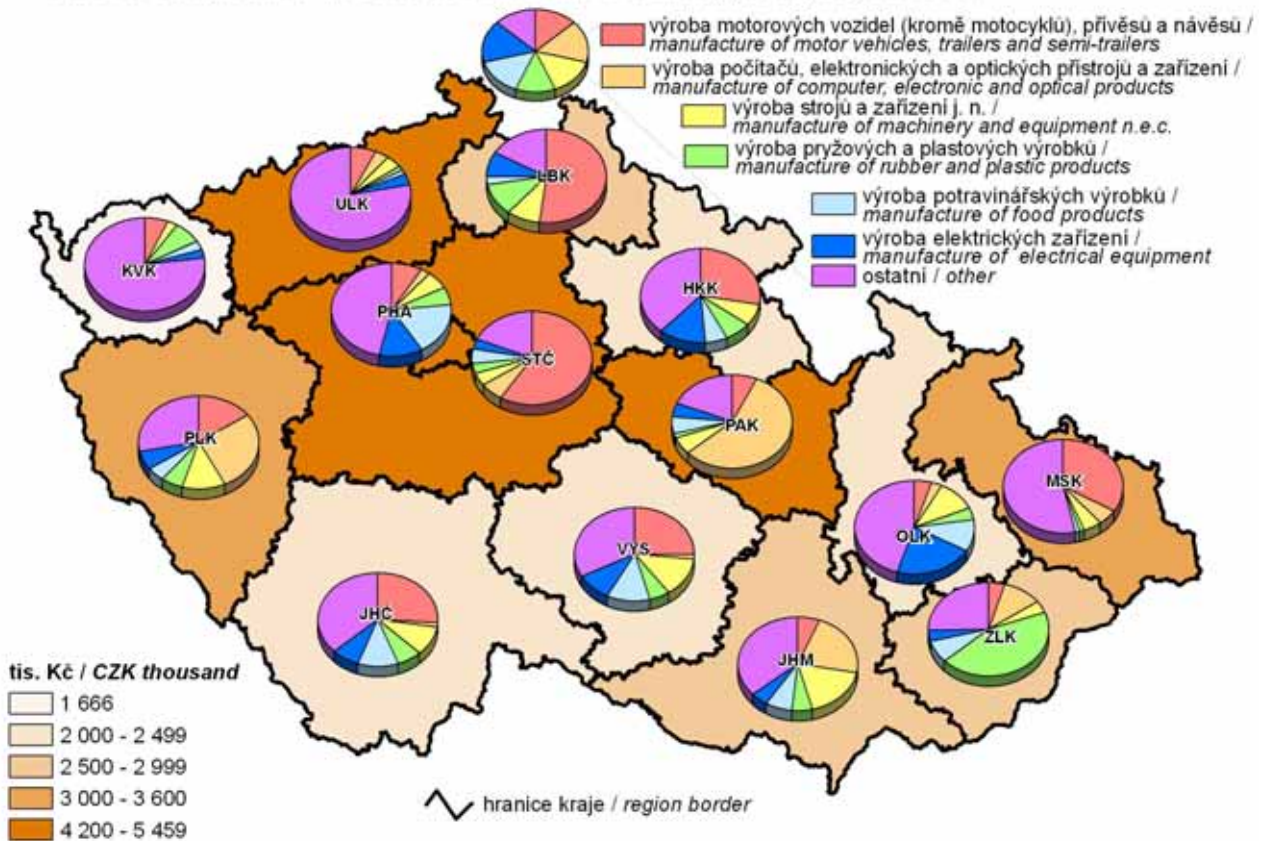 výroba motorových vozidel (kromě motocyklů), přívěsů a návěsů /
manufacture of motor vehicles, trailers and semi-trailers
výroba počítačů, elektronických a optických přístrojů a zařízení /
manufacture of computer, electronic and optical products
výroba strojů a zařízení j. n. /
manufacture of machinery and equipment n.e.c.
výroba pryžových a plastových výrobků /
manufacture of rubber and plastic products
výroba potravinářských výrobků /
manufacture of food products
výroba elektrických zařízení /
manufacture of electrical equipment
ostatní / other
LBK
ULK
KVK
HKK
PHA
STČ
PAK
PLK
MSK
OLK
VYS
JHČ
ZLK
JHM
tis. Kč / CZK thousand
1 666
2 000 - 2 499
2 500 - 2 999
3 000 - 3 600
4 200 - 5 459
hranice kraje / region border